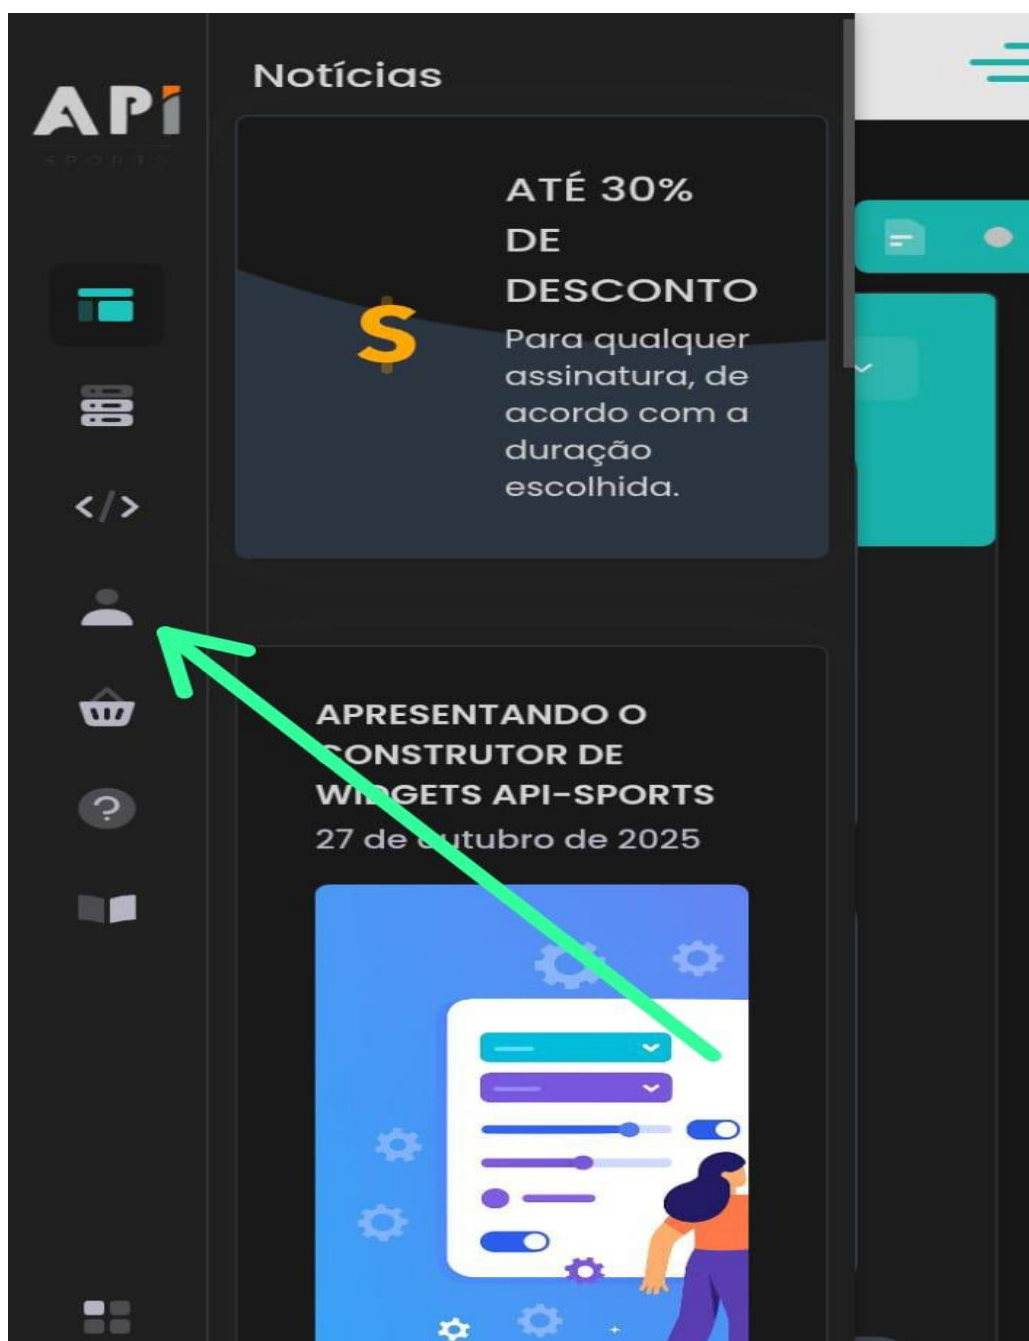 Notícias
APi
SPORTS
ATÉ 30%
DE
DESCONTO
Para qualquer
assinatura, de
acordo com a
duração
escolhida.
APRESENTANDO O
CONSTRUTOR DE
WIDGETS API-SPORTS
27 de outubro de 2025